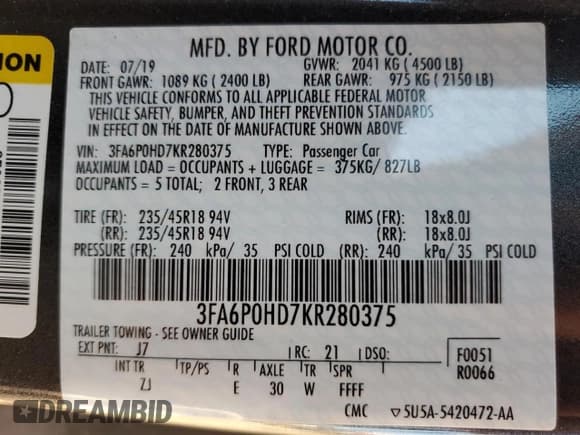 MFD. BY FORD MOTOR CO.
DATE: 07/19 GVWR: 2041 KG ( 4500 LB)
FRONT GAWR: 1089 KG ( 2400 LB) REAR GAWR: 975 KG ( 2150 LB)
THIS VEHICLE CONFORMS TO ALL APPLICABLE FEDERAL MOTOR
VEHICLE SAFETY, BUMPER, AND THEFT PREVENTION STANDARDS
IN EFFECT ON THE DATE OF MANUFACTURE SHOWN ABOVE.
VIN: 3FA6P0HD7KR280375 TYPE: Passenger Car
MAXIMUM LOAD = OCCUPANTS + LUGGAGE = 375KG/ 827LB
OCCUPANTS = 5 TOTAL; 2 FRONT, 3 REAR
TIRE (FR): 235/45R18 94V RIMS (FR): 18x8.0J
(RR): 235/45R18 94V (RR): 18x8.0J
PRESSURE (FR): 240 kPa/ 35 PSI COLD (RR): 240 kPa/ 35 PSI COLD
3FA6P0HD7KR280375
TRAILER TOWING - SEE OWNER GUIDE
EXT PNT: J7 RC: 21 DSO: F0051
R0066
INT TR TP/PS R AXLE TR SPR
ZJ E 30 W FFFF
CMC ▽5U5A-5420472-AA
DREAMBID